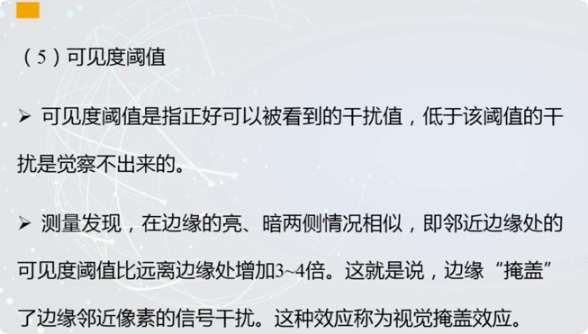 （5）可见度阈值
➢ 可见度阈值是指正好可以被看到的干扰值，低于该阈值的干
扰是觉察不出来的。
➢ 测量发现，在边缘的亮、暗两侧情况相似，即邻近边缘处的
可见度阈值比远离边缘处增加3~4倍。这就是说，边缘“掩盖”
了边缘邻近像素的信号干扰。这种效应称为视觉掩盖效应。